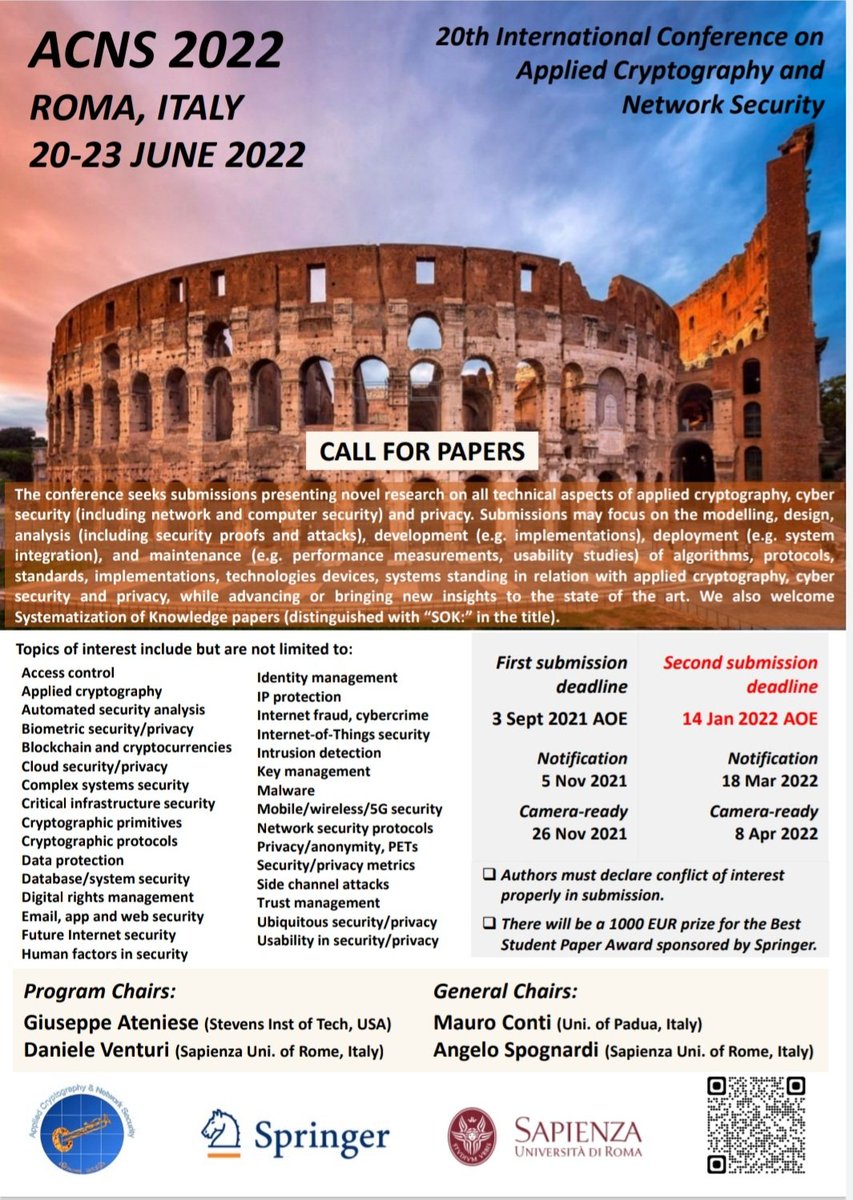 ACNS 2022
ROMA, ITALY
20-23 JUNE 2022
20th International Conference on
Applied Cryptography and
Network Security
CALL FOR PAPERS
The conference seeks submissions presenting novel research on all technical aspects of applied cryptography, cyber
security (including network and computer security) and privacy. Submissions may focus on the modelling, design,
analysis (including security proofs and attacks), development (e.g. implementations), deployment (e.g. system
integration), and maintenance (e.g. performance measurements, usability studies) of algorithms, protocols,
standards, implementations, technologies devices, systems standing in relation with applied cryptography, cyber
security and privacy, while advancing or bringing new insights to the state of the art. We also welcome
Systematization of Knowledge papers (distinguished with “SOK:” in the title).
Topics of interest include but are not limited to:
Access control
Applied cryptography
Automated security analysis
Biometric security/privacy
Blockchain and cryptocurrencies
Cloud security/privacy
Complex systems security
Critical infrastructure security
Cryptographic primitives
Cryptographic protocols
Data protection
Database/system security
Digital rights management
Email, app and web security
Future Internet security
Human factors in security
Identity management
IP protection
Internet fraud, cybercrime
Internet-of-Things security
Intrusion detection
Key management
Malware
Mobile/wireless/5G security
Network security protocols
Privacy/anonymity, PETs
Security/privacy metrics
Side channel attacks
Trust management
Ubiquitous security/privacy
Usability in security/privacy
First submission
deadline
3 Sept 2021 AOE
Notification
5 Nov 2021
Camera-ready
26 Nov 2021
Second submission
deadline
14 Jan 2022 AOE
Notification
18 Mar 2022
Camera-ready
8 Apr 2022
❑ Authors must declare conflict of interest
properly in submission.
❑ There will be a 1000 EUR prize for the Best
Student Paper Award sponsored by Springer.
Program Chairs:
Giuseppe Ateniese (Stevens Inst of Tech, USA)
Daniele Venturi (Sapienza Uni. of Rome, Italy)
General Chairs:
Mauro Conti (Uni. of Padua, Italy)
Angelo Spognardi (Sapienza Uni. of Rome, Italy)
Applied Cryptography & Network Security
Springer
STUDIUM URBIS
SAPIENZA
UNIVERSITÀ DI ROMA